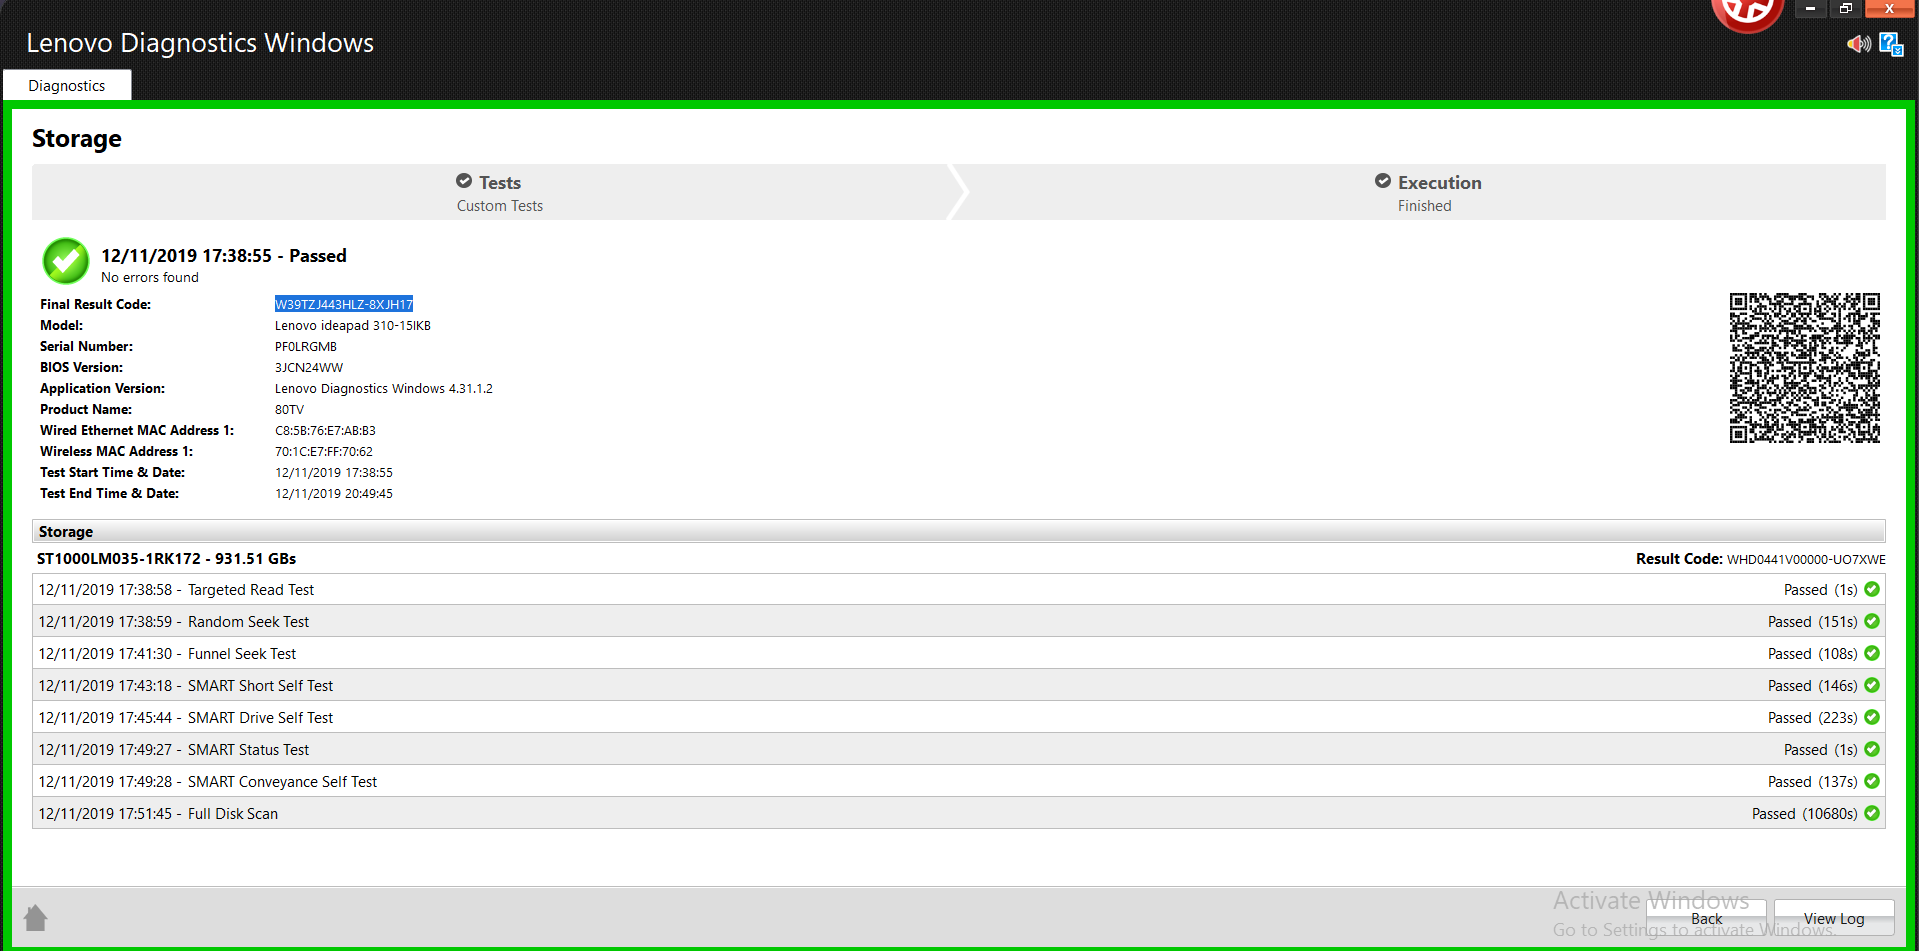 Lenovo Diagnostics Windows
Diagnostics
Storage
Tests
Custom Tests
Execution
Finished
12/11/2019 17:38:55 - Passed
No errors found
Final Result Code: W39TZJ443HLZ-8XJH17
Model: Lenovo ideapad 310-15IKB
Serial Number: PF0LRGMB
BIOS Version: 3JCN24WW
Application Version: Lenovo Diagnostics Windows 4.31.1.2
Product Name: 80TV
Wired Ethernet MAC Address 1: C8:5B:76:E7:AB:B3
Wireless MAC Address 1: 70:1C:E7:FF:70:62
Test Start Time & Date: 12/11/2019 17:38:55
Test End Time & Date: 12/11/2019 20:49:45
Storage
ST1000LM035-1RK172 - 931.51 GBs Result Code: WHD0441V00000-UO7XWE
12/11/2019 17:38:58 - Targeted Read Test Passed (1s)
12/11/2019 17:38:59 - Random Seek Test Passed (151s)
12/11/2019 17:41:30 - Funnel Seek Test Passed (108s)
12/11/2019 17:43:18 - SMART Short Self Test Passed (146s)
12/11/2019 17:45:44 - SMART Drive Self Test Passed (223s)
12/11/2019 17:49:27 - SMART Status Test Passed (1s)
12/11/2019 17:49:28 - SMART Conveyance Self Test Passed (137s)
12/11/2019 17:51:45 - Full Disk Scan Passed (10680s)
Activate Windows
Go to Settings to activate Windows.
Back
View Log